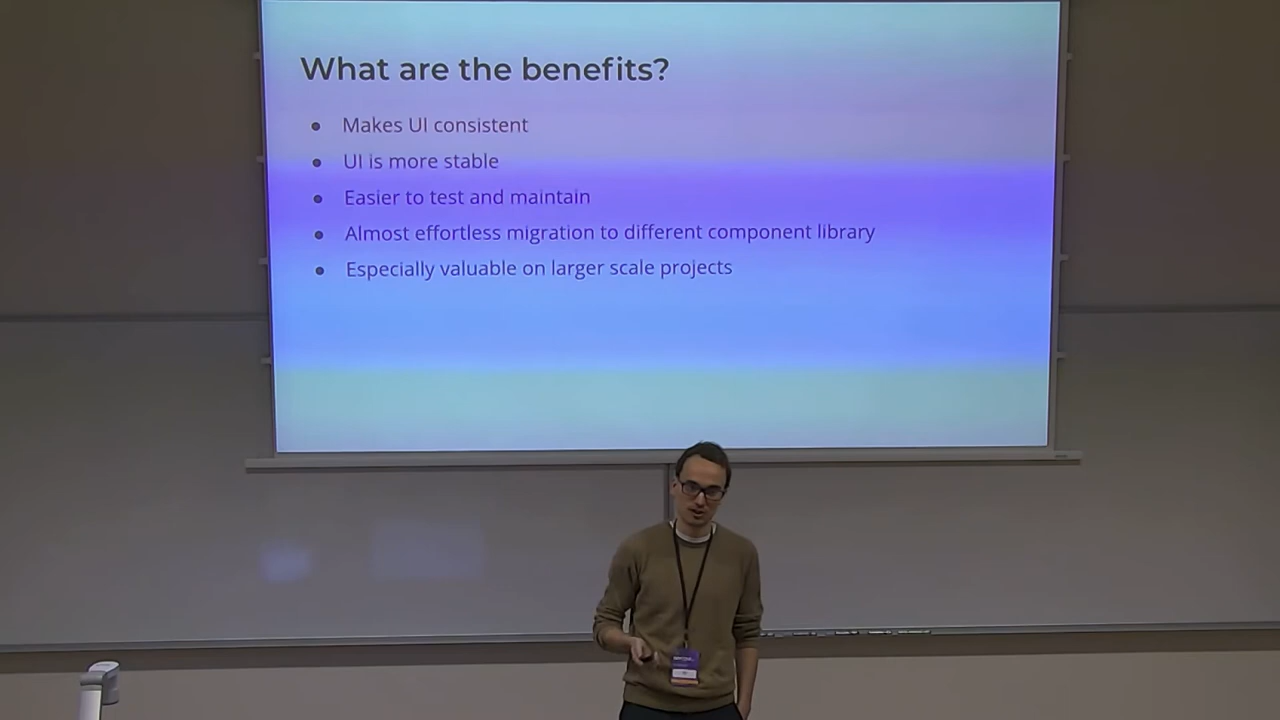 What are the benefits?
Makes UI consistent
UI is more stable
Easier to test and maintain
Almost effortless migration to different component library
Especially valuable on larger scale projects